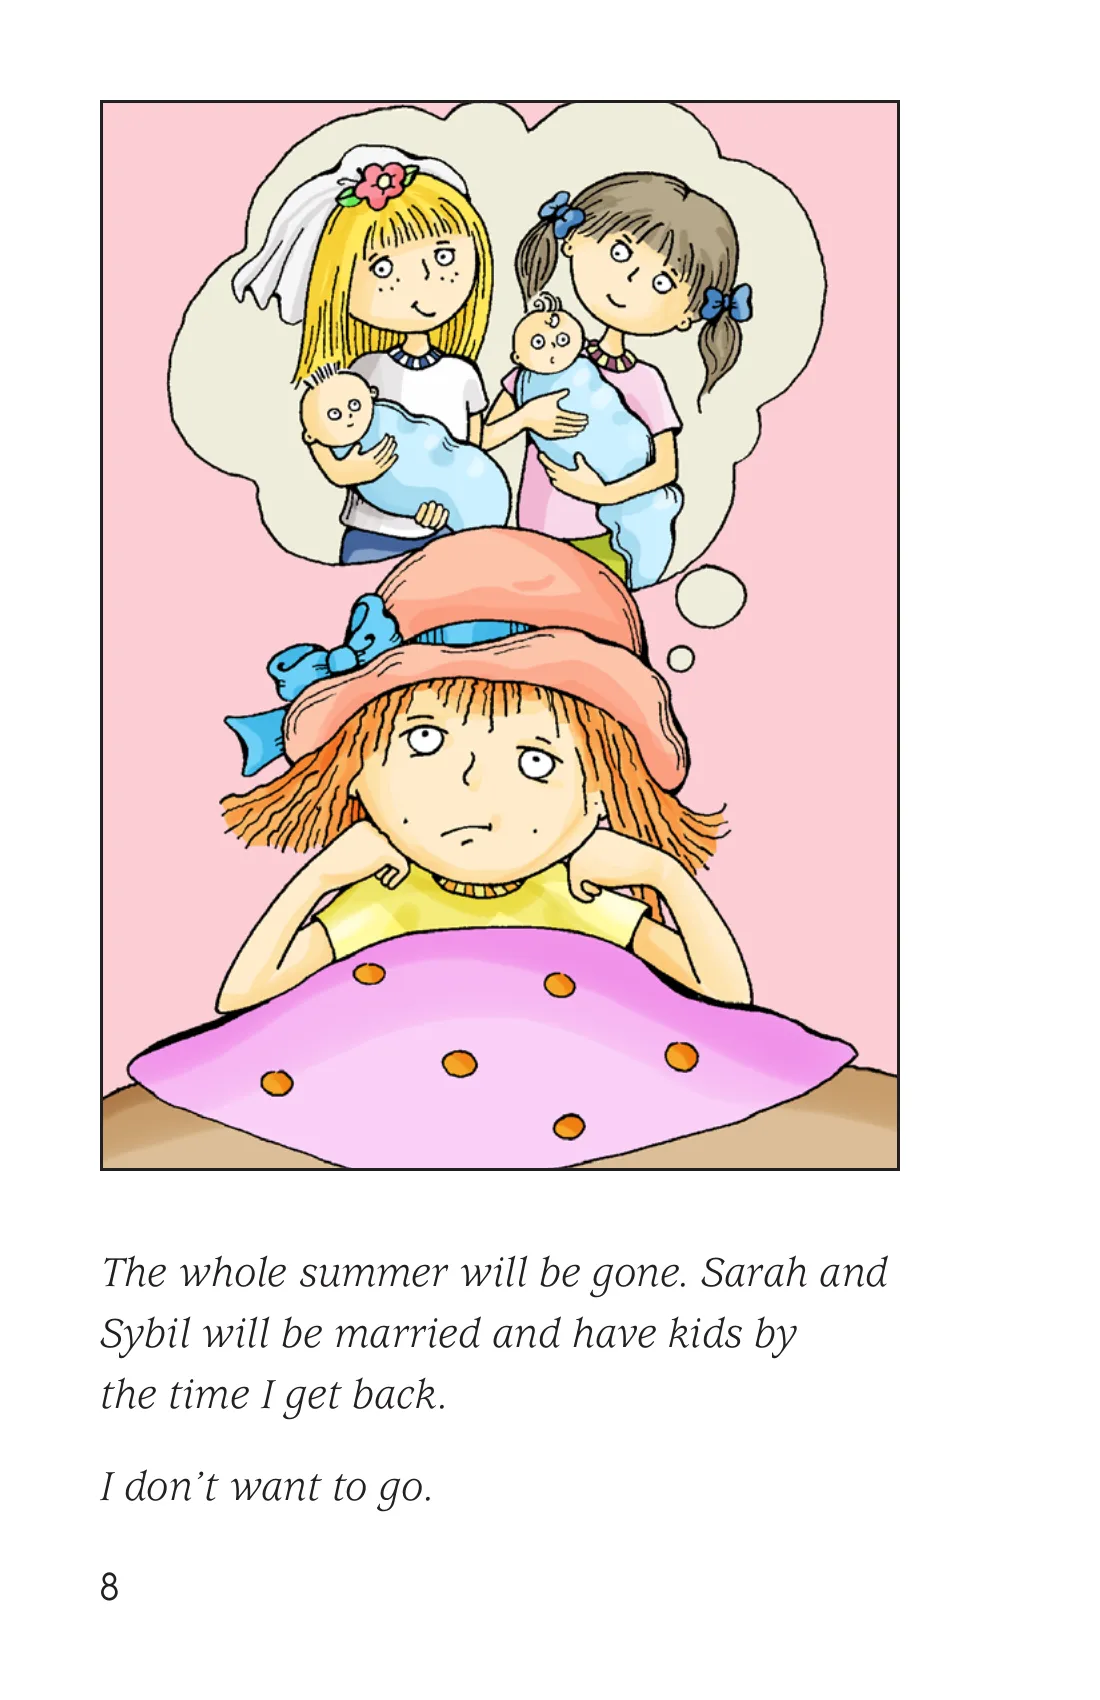 The whole summer will be gone. Sarah and
Sybil will be married and have kids by
the time I get back.
I don’t want to go.
8